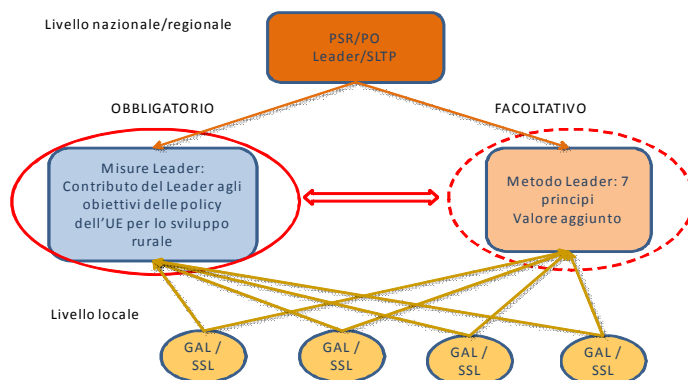 Livello nazionale/regionale
PSR/PO
Leader/SLTP
OBBLIGATORIO
FACOLTATIVO
Misure Leader:
Contributo del Leader agli
obiettivi delle policy
dell'UE per lo sviluppo
rurale
Metodo Leader: 7
principi
Valore aggiunto
Livello locale
GAL /
SSL
GAL /
SSL
GAL /
SSL
GAL /
SSL